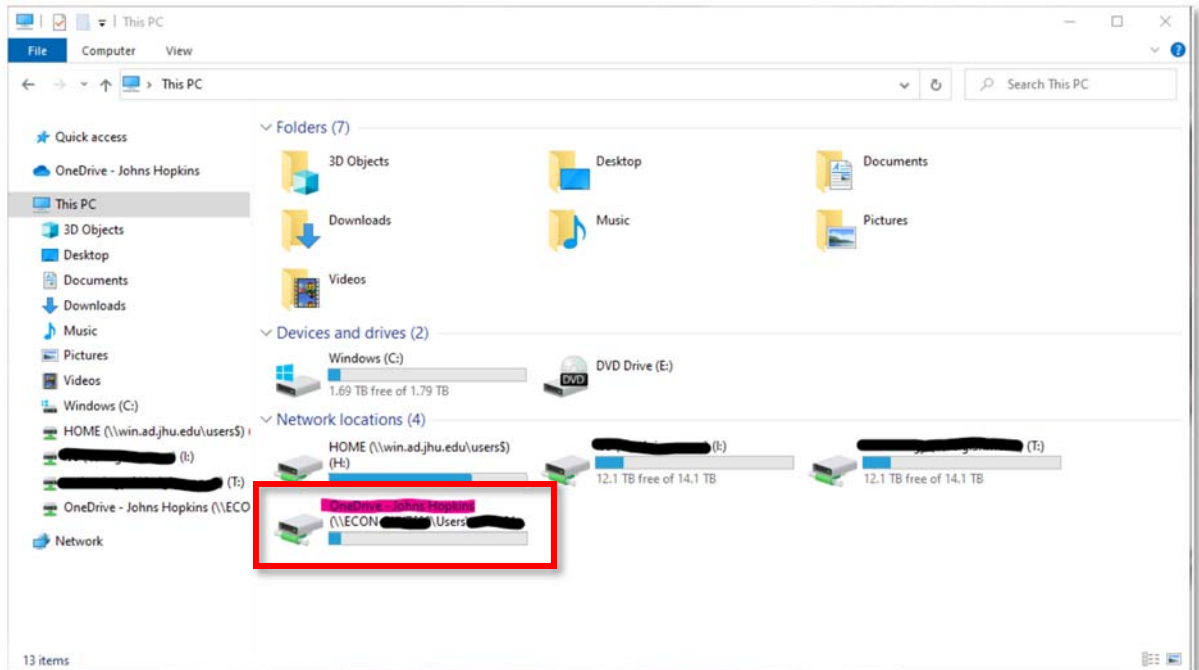 This PC
File Computer View
This PC Search This PC
Quick access
OneDrive - Johns Hopkins
This PC
3D Objects
Desktop
Documents
Downloads
Music
Pictures
Videos
Windows (C:)
HOME (\\win.ad.jhu.edu\users$)
(I:)
(T:)
OneDrive - Johns Hopkins (\\ECO
Network
Folders (7)
3D Objects Desktop Documents
Downloads Music Pictures
Videos
Devices and drives (2)
Windows (C:) DVD Drive (E:)
DVD
1.69 TB free of 1.79 TB
Network locations (4)
HOME (\\win.ad.jhu.edu\users$) (I:) (T:)
(H:)
12.1 TB free of 14.1 TB 12.1 TB free of 14.1 TB
OneDrive - Johns Hopkins
(\\ECON- \Users\
13 items